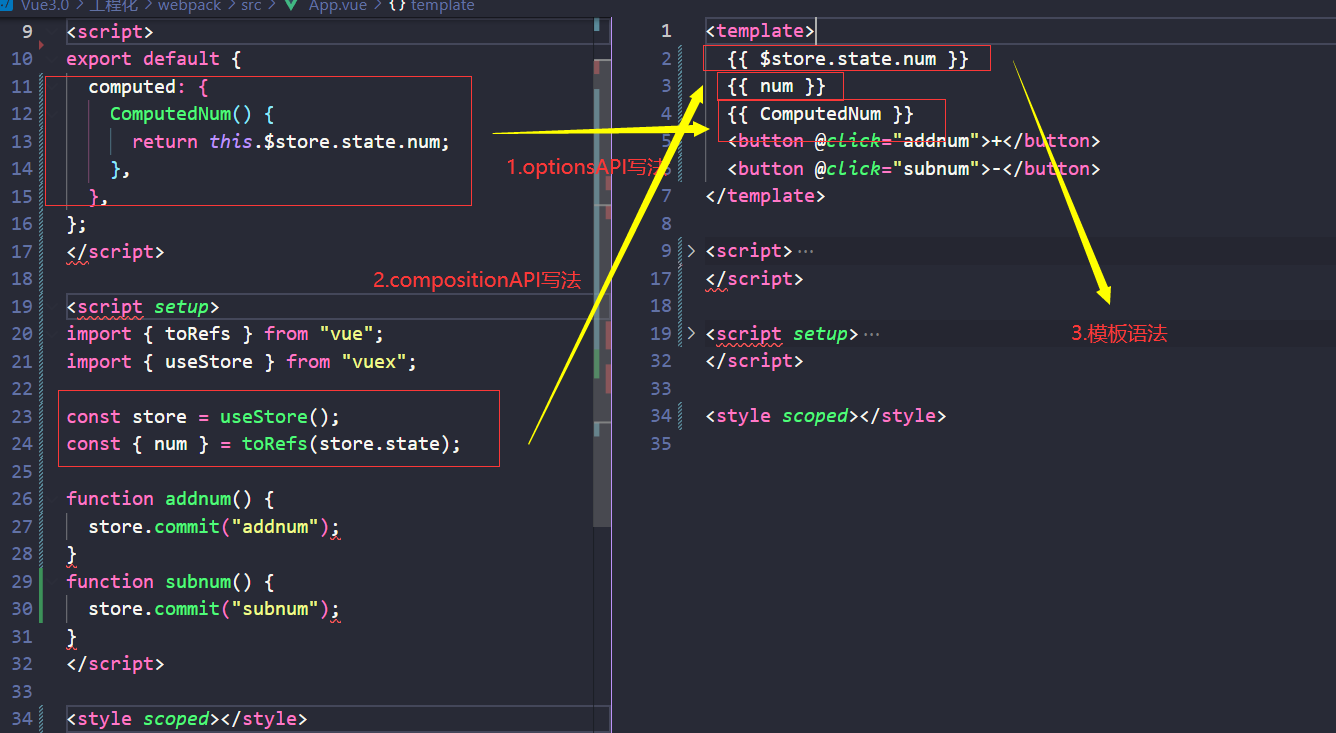 Vue3.0 > 工程化 > webpack > src > App.vue > {} template
9 <script>
10 export default {
11 computed: {
12 ComputedNum() {
13 return this.$store.state.num;
14 },
15 },
16 };
17 </script>
18
19 <script setup>
20 import { toRefs } from "vue";
21 import { useStore } from "vuex";
22
23 const store = useStore();
24 const { num } = toRefs(store.state);
25
26 function addnum() {
27 store.commit("addnum");
28 }
29 function subnum() {
30 store.commit("subnum");
31 }
32 </script>
33
34 <style scoped></style>
1.optionsAPI写法
2.compositionAPI写法
1 <template>
2 {{ $store.state.num }}
3 {{ num }}
4 {{ ComputedNum }}
5 <button @click="addnum">+</button>
6 <button @click="subnum">-</button>
7 </template>
8
9 > <script>···
17 </script>
18
19 > <script setup>···
32 </script>
33
34 <style scoped></style>
35
3.模板语法